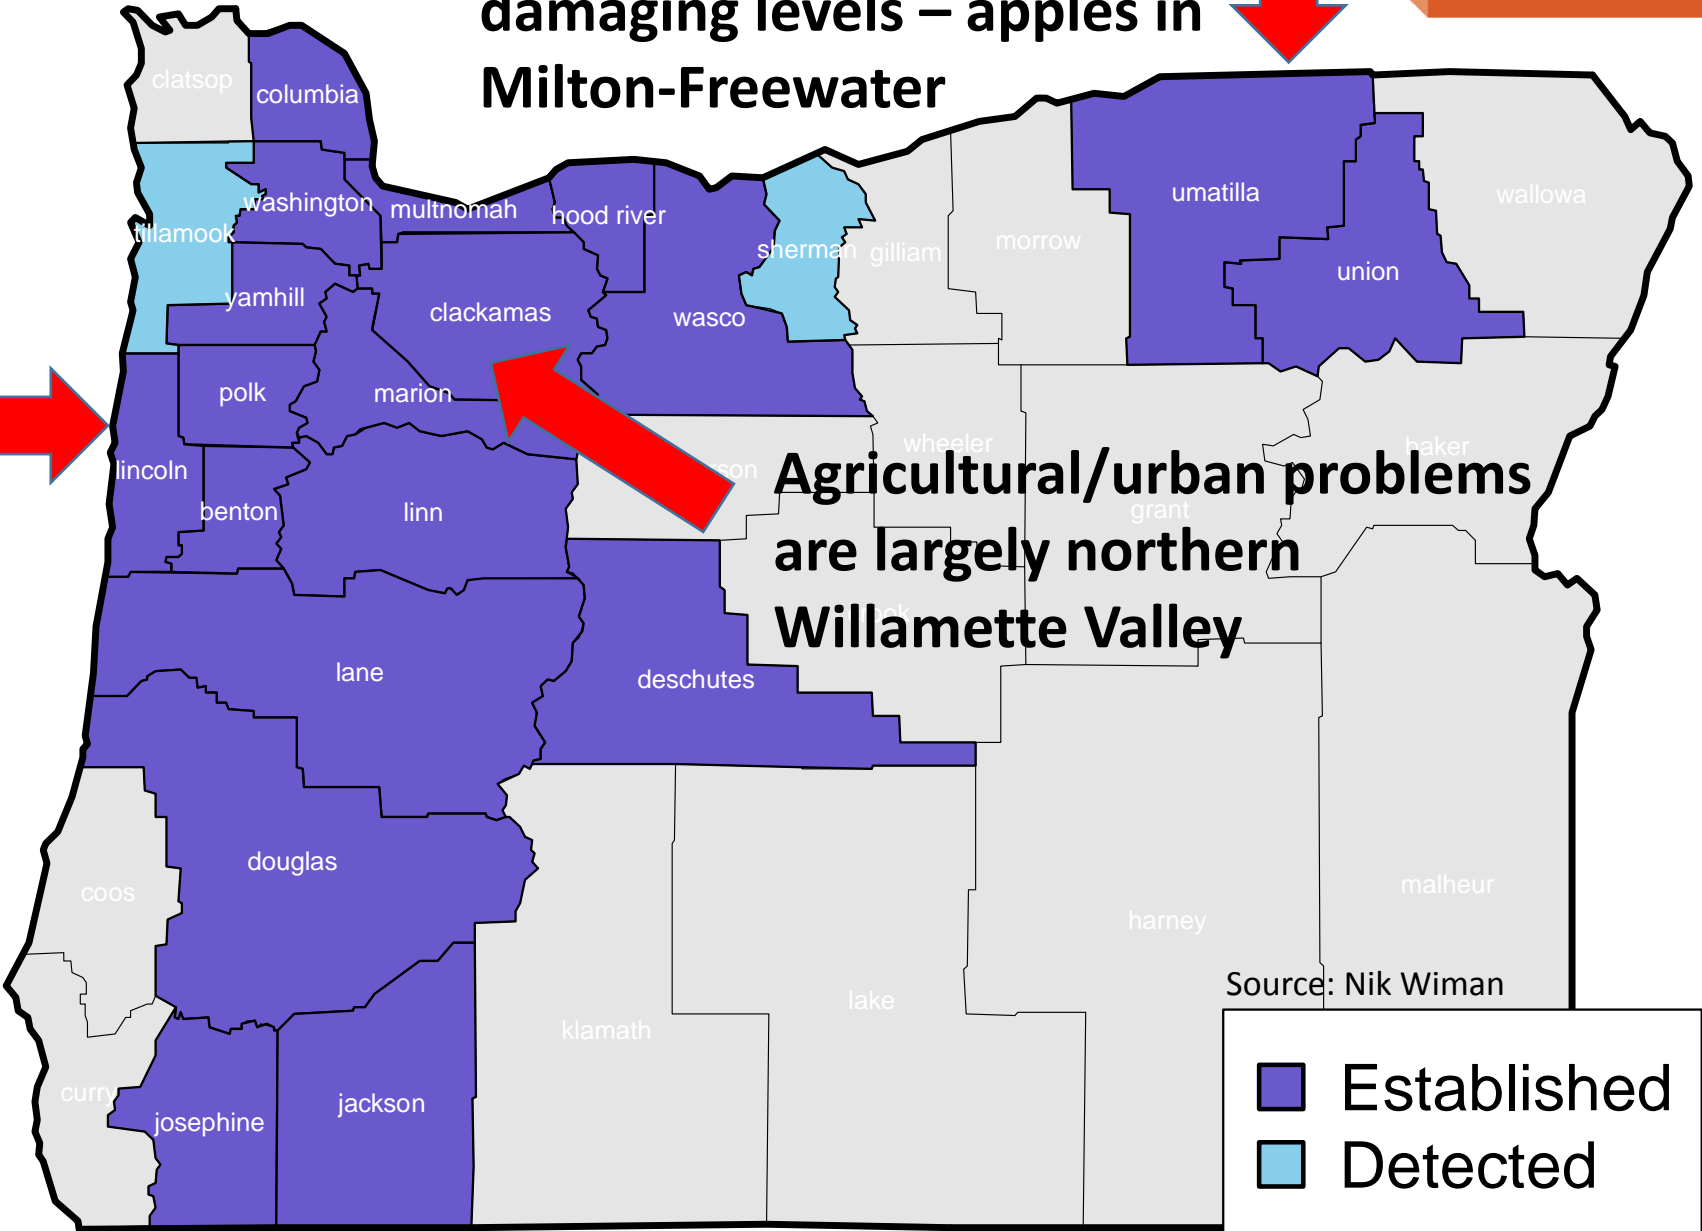 damaging levels – apples in
Milton-Freewater
clatsop
columbia
washington
multnomah
hood river
tillamook
sherman
gilliam
morrow
umatilla
union
wallowa
yamhill
clackamas
wasco
polk
marion
wheeler
baker
lincoln
benton
linn
grant
Agricultural/urban problems
are largely northern
Willamette Valley
lane
deschutes
douglas
coos
malheur
harney
lake
klamath
curry
josephine
jackson
Source: Nik Wiman
Established
Detected